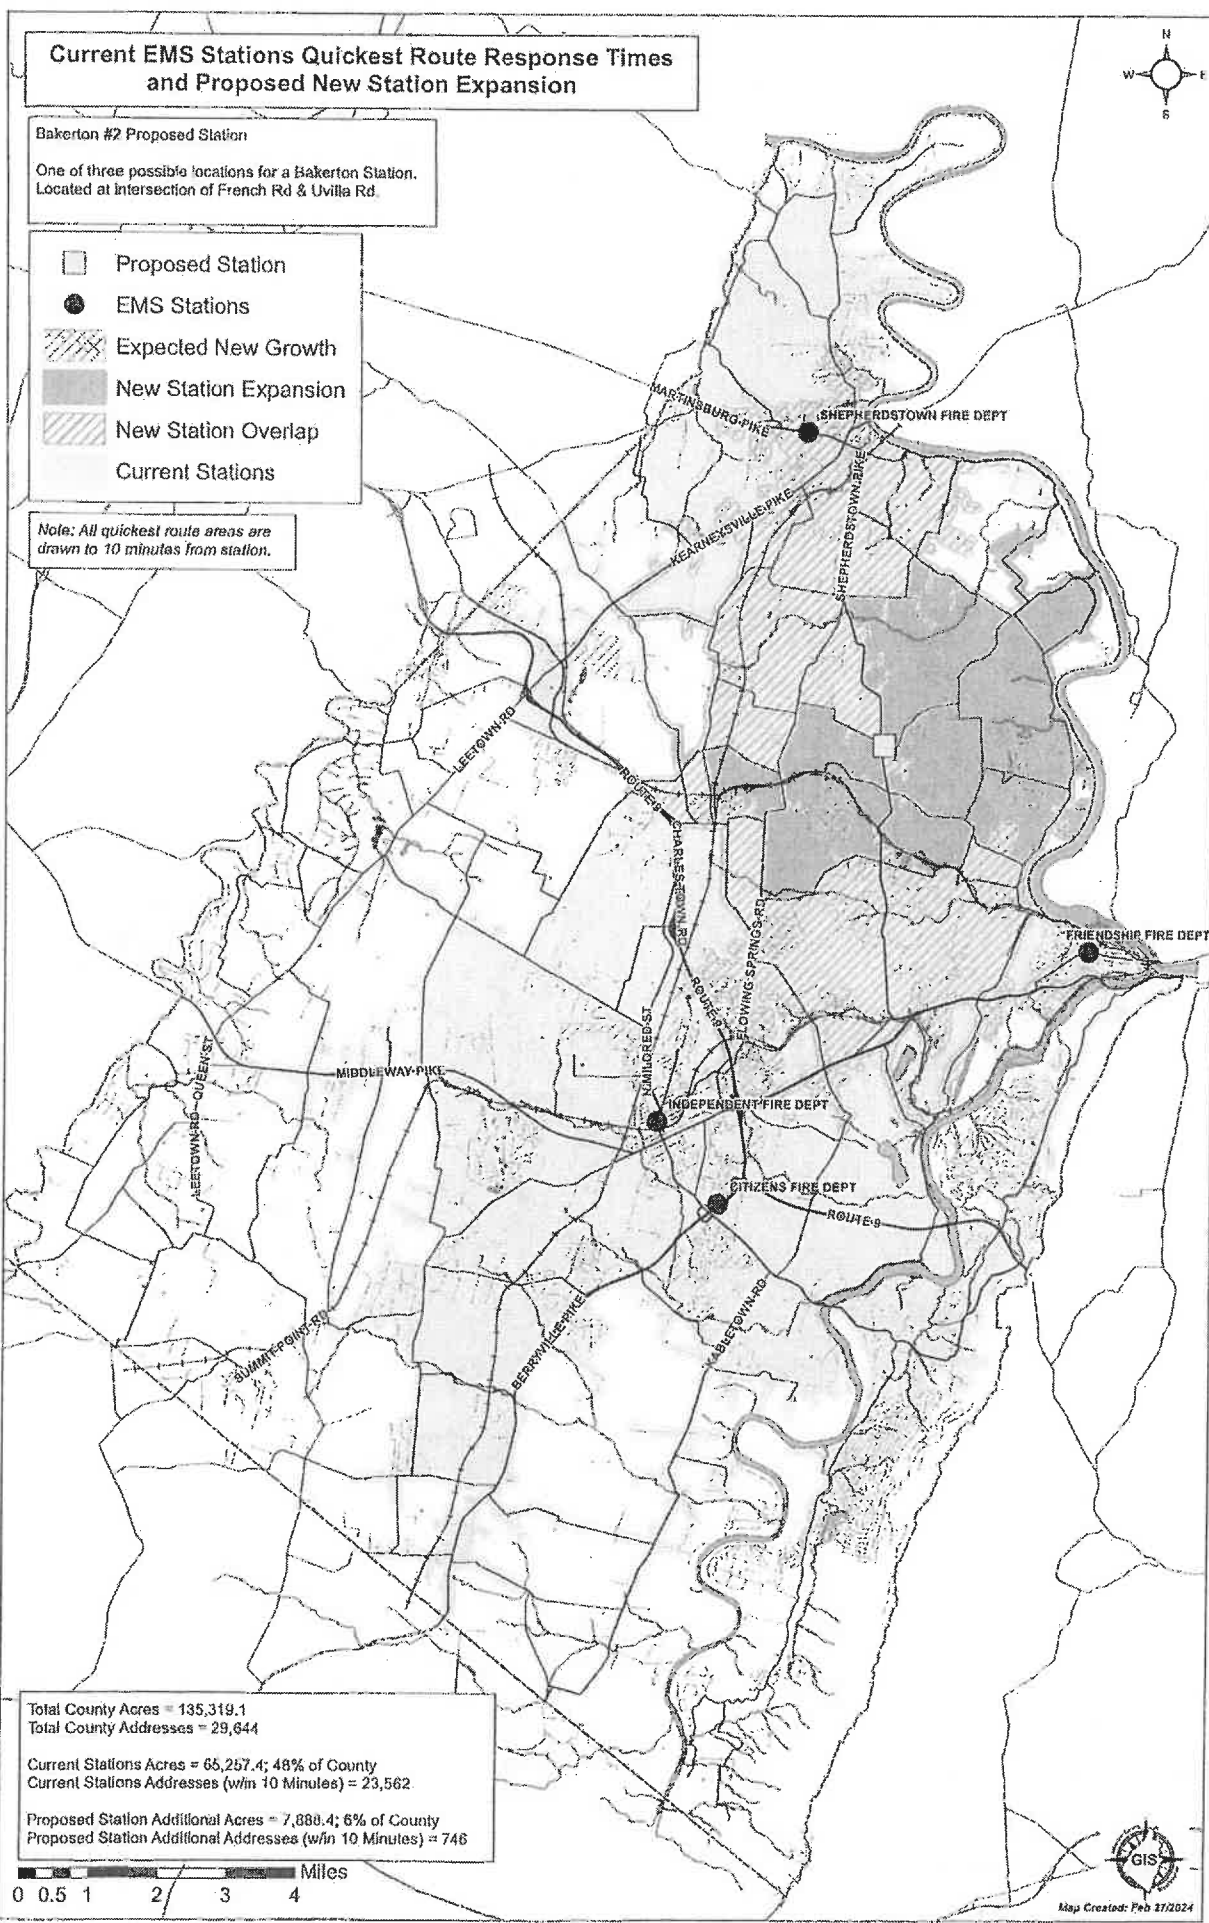 Current EMS Stations Quickest Route Response Times
and Proposed New Station Expansion
N
W
E
S
Bakerton #2 Proposed Station
One of three possible locations for a Bakerton Station.
Located at intersection of French Rd & Uvilla Rd.
Proposed Station
EMS Stations
Expected New Growth
New Station Expansion
New Station Overlap
Current Stations
Note: All quickest route areas are
drawn to 10 minutes from station.
MARTINSBURG PIKE
SHEPHERDSTOWN FIRE DEPT
KEARNEYSVILLE PIKE
SHEPHERDSTOWN PIKE
LEETOWN RD
ROUTE 9
CHARLES TOWN RD
FLOWING SPRINGS RD
FRIENDSHIP FIRE DEPT
ROUTE 9
N MILDRED ST
LEETOWN RD
QUEEN ST
MIDDLEWAY PIKE
INDEPENDENT FIRE DEPT
CITIZENS FIRE DEPT
ROUTE 9
SUMMIT POINT RD
BERRYVILLE PIKE
KABLETOWN RD
Total County Acres = 135,319.1
Total County Addresses = 29,644
Current Stations Acres = 65,257.4; 48% of County
Current Stations Addresses (w/in 10 Minutes) = 23,562
Proposed Station Additional Acres = 7,888.4; 6% of County
Proposed Station Additional Addresses (w/in 10 Minutes) = 746
Miles
0 0.5 1 2 3 4
GIS
Map Created: Feb 27/2024